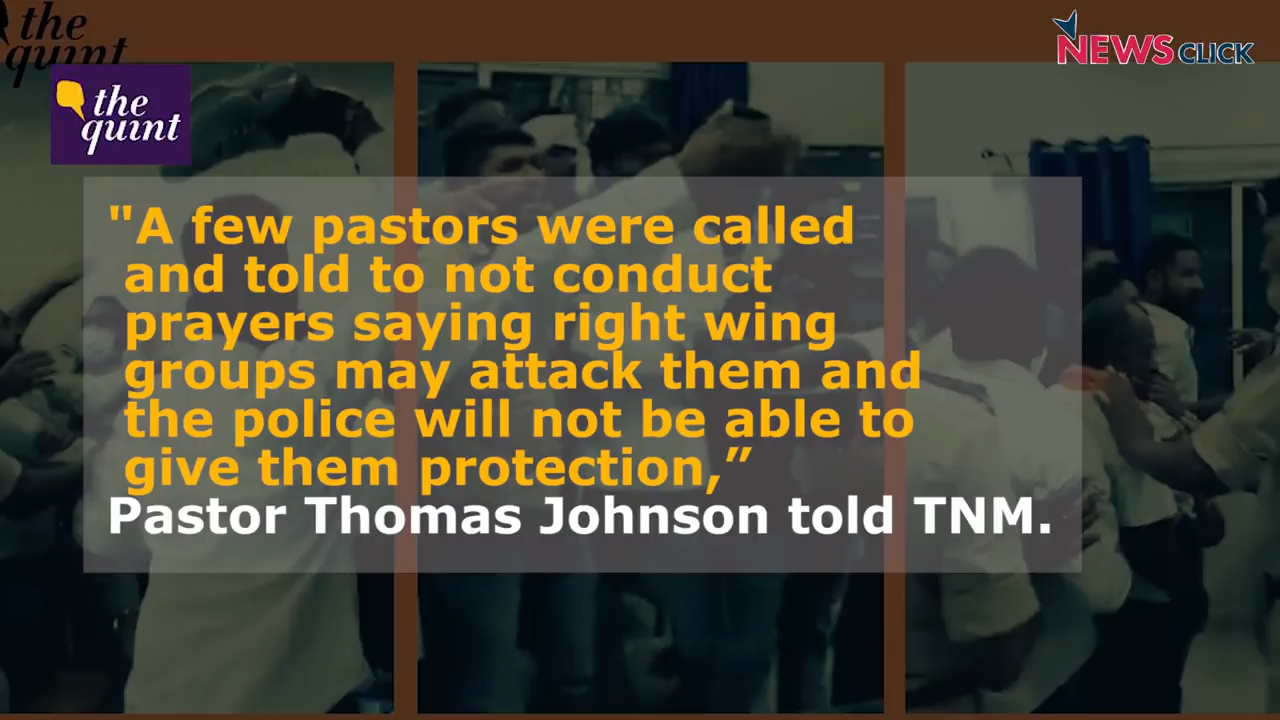 the
quint
NEWSCLICK
the
quint
"A few pastors were called
and told to not conduct
prayers saying right wing
groups may attack them and
the police will not be able to
give them protection,”
Pastor Thomas Johnson told TNM.